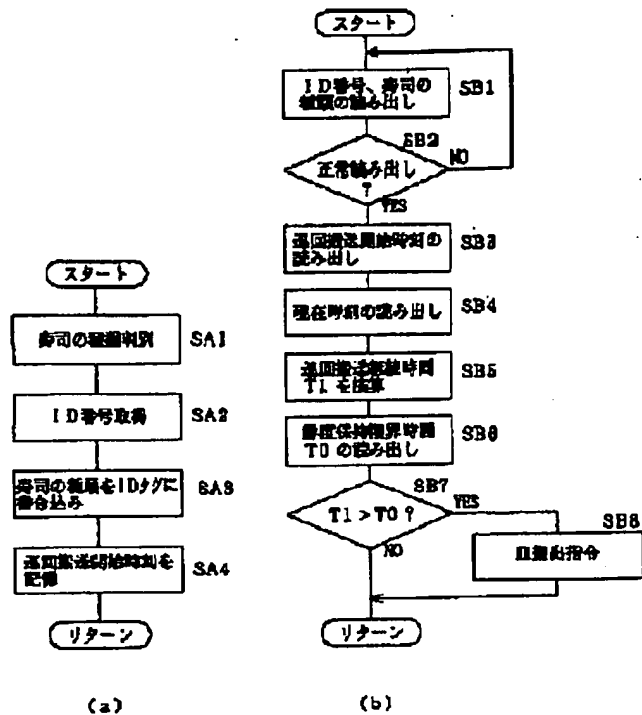 スタート
寿司の種類判別 SA1
ID番号取得 SA2
寿司の種類をIDタグに
書き込み SA3
巡回搬送開始時刻を
記憶 SA4
リターン
(a)
スタート
ID番号、寿司の
種類の読み出し SB1
SB2
正常読み出し
?
NO
YES
巡回搬送開始時刻の
読み出し SB3
現在時刻の読み出し SB4
巡回搬送継続時間
T1を演算 SB5
鮮度保持限界時間
T0の読み出し SB6
SB7
T1>T0?
YES
NO
SB8
皿搬出指令
リターン
(b)